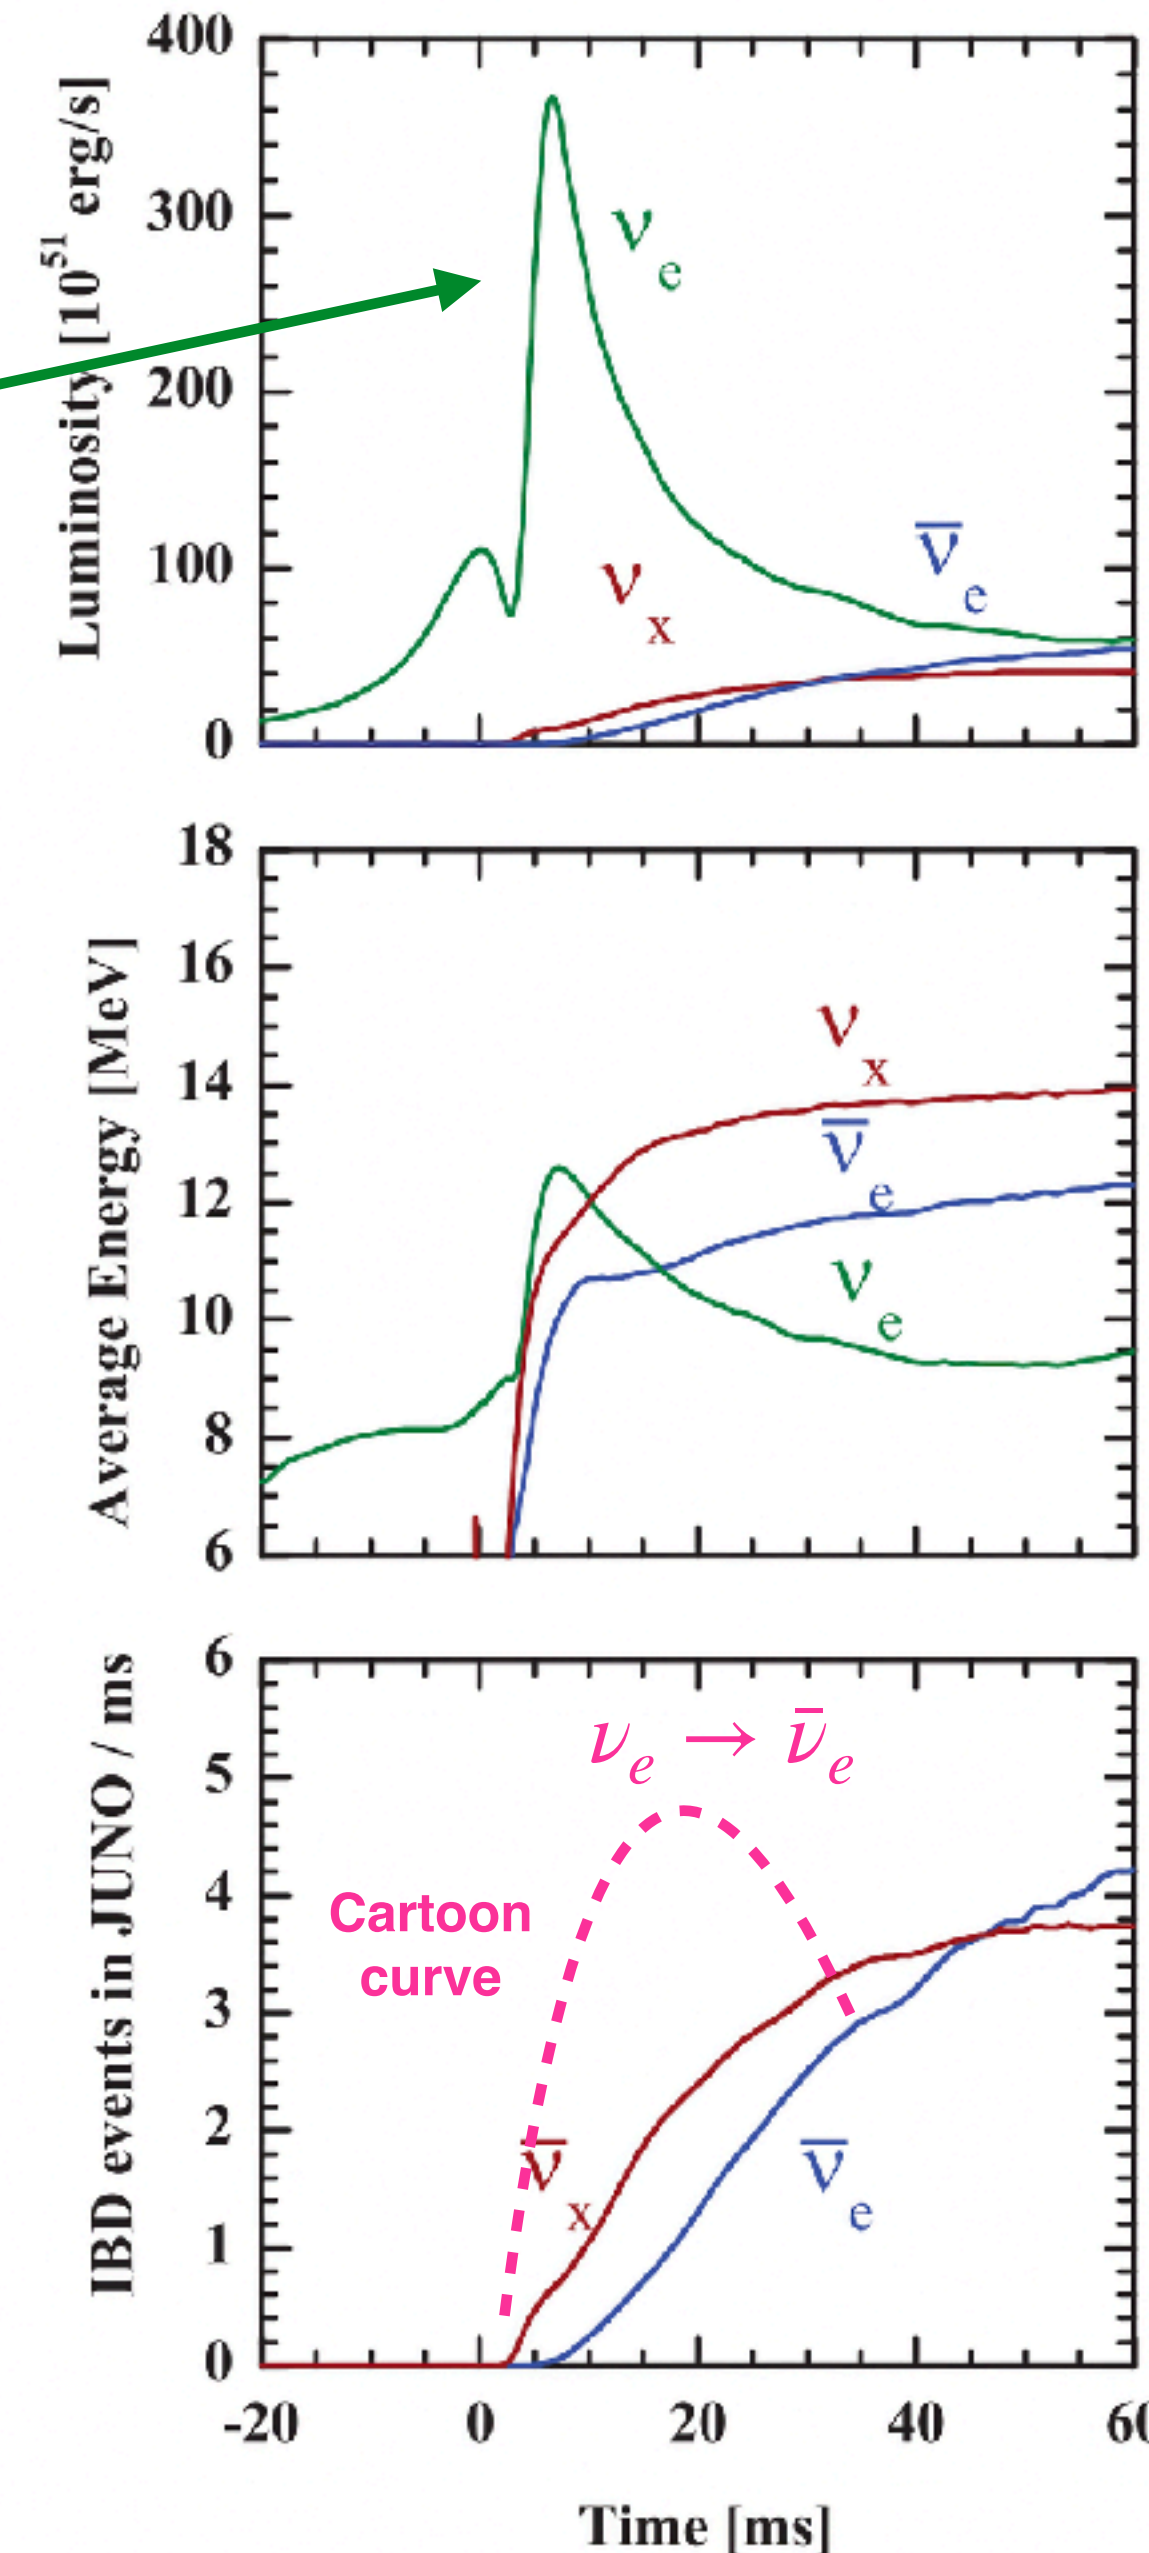 Luminosity [10^51 erg/s]
400
300
200
100
0
ν_e
ν_x
ν̅_e
Average Energy [MeV]
18
16
14
12
10
8
6
ν_x
ν̅_e
ν_e
IBD events in JUNO / ms
6
5
4
3
2
1
0
ν_e → ν̅_e
Cartoon
curve
ν̅_x
ν̅_e
-20 0 20 40 60
Time [ms]